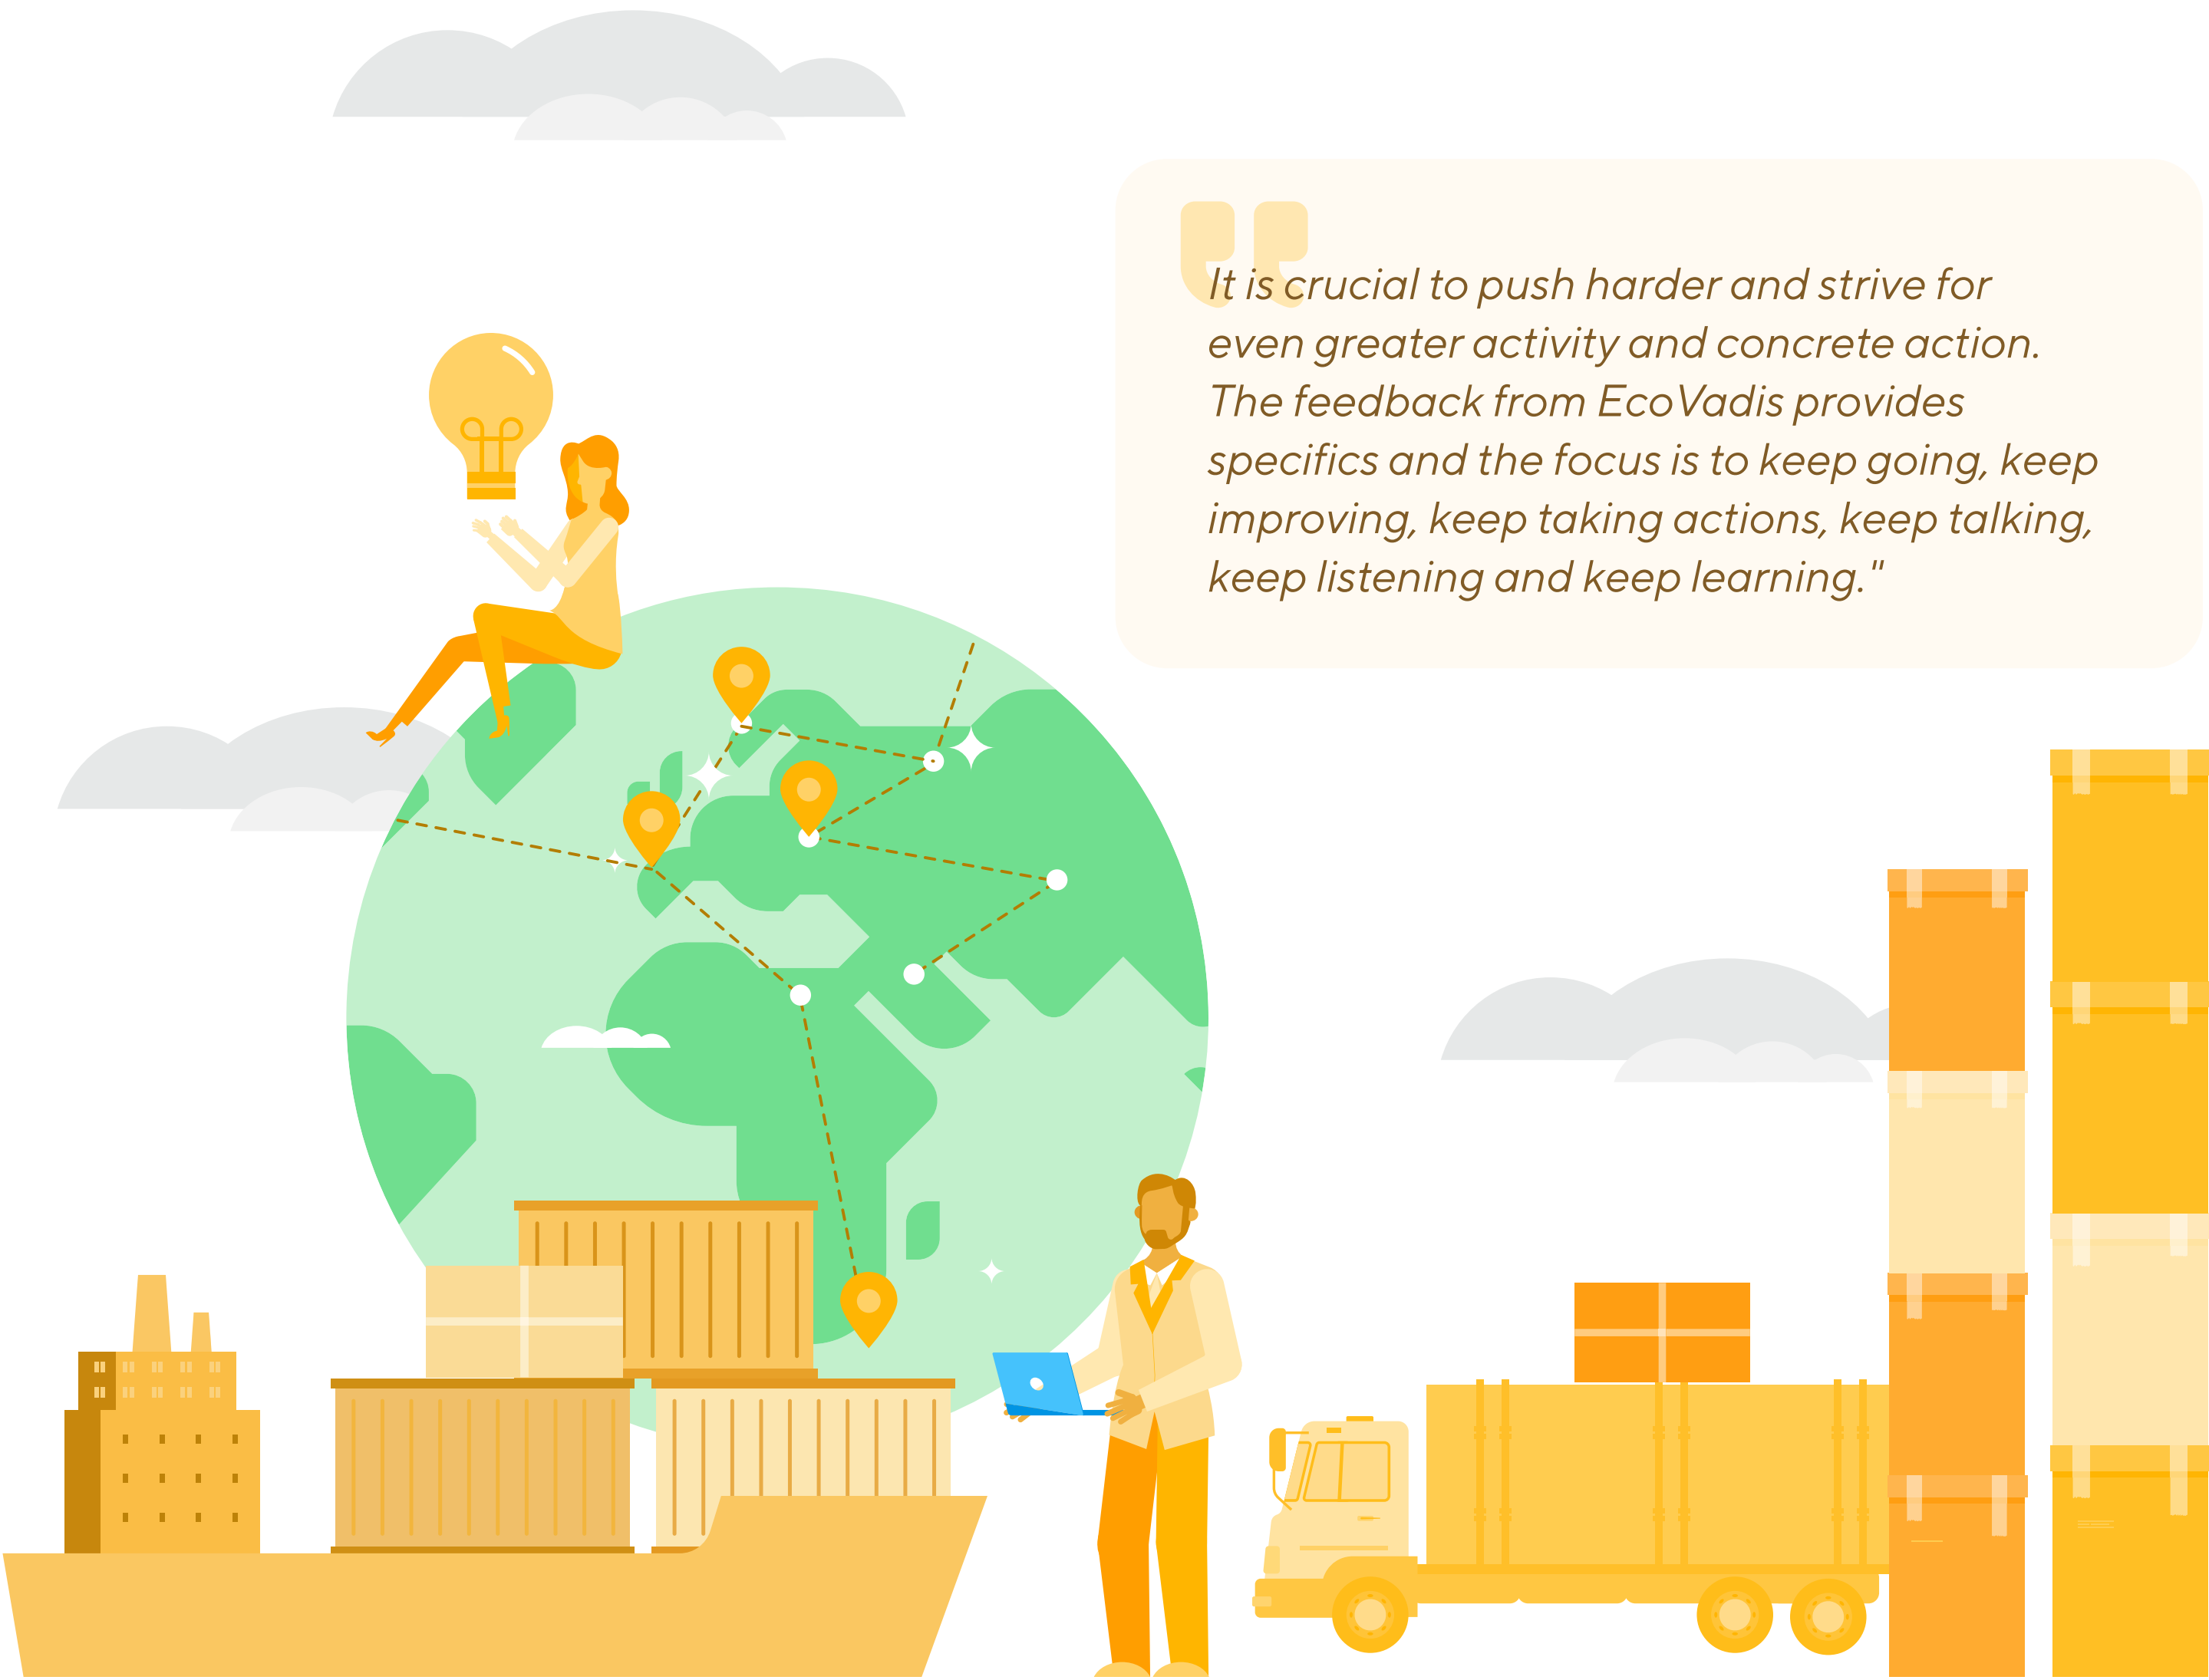 It is crucial to push harder and strive for
even greater activity and concrete action.
The feedback from EcoVadis provides
specifics and the focus is to keep going, keep
improving, keep taking actions, keep talking,
keep listening and keep learning."